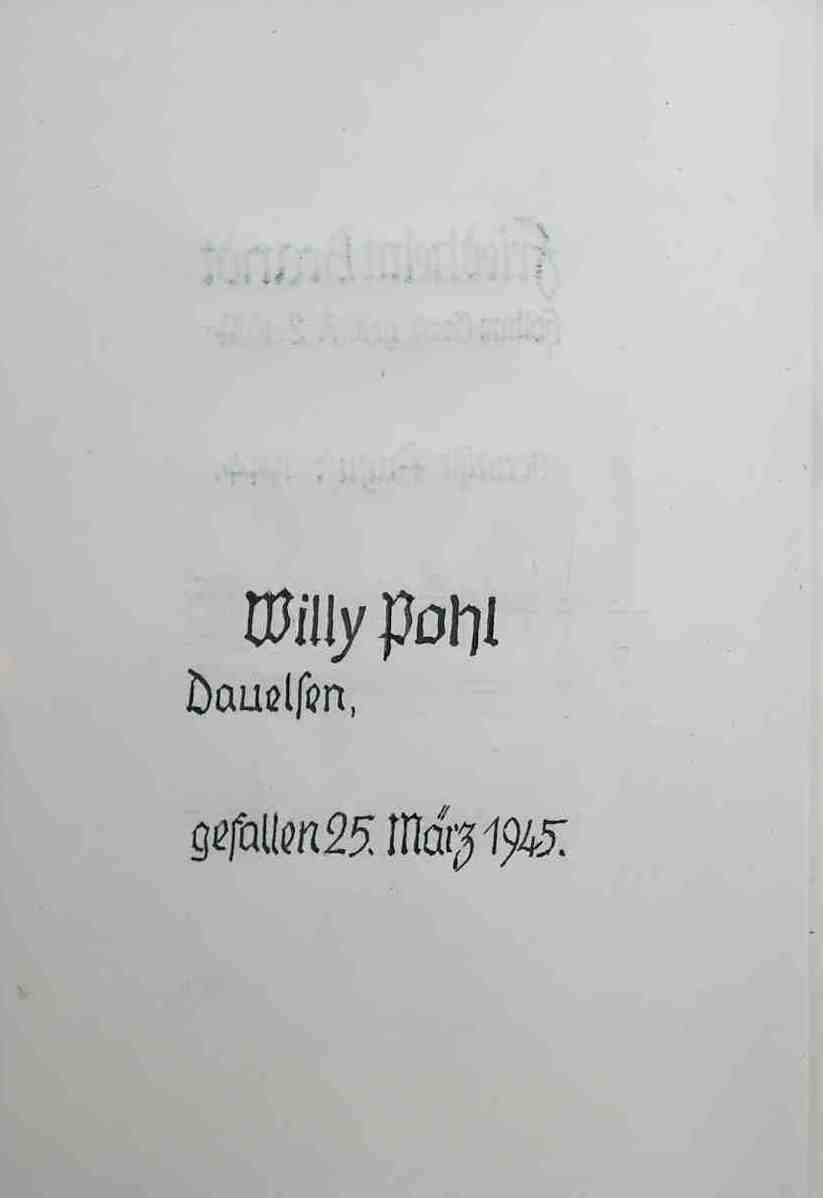 Willy Pohl
Dauelsen,
gefallen 25. März 1945.